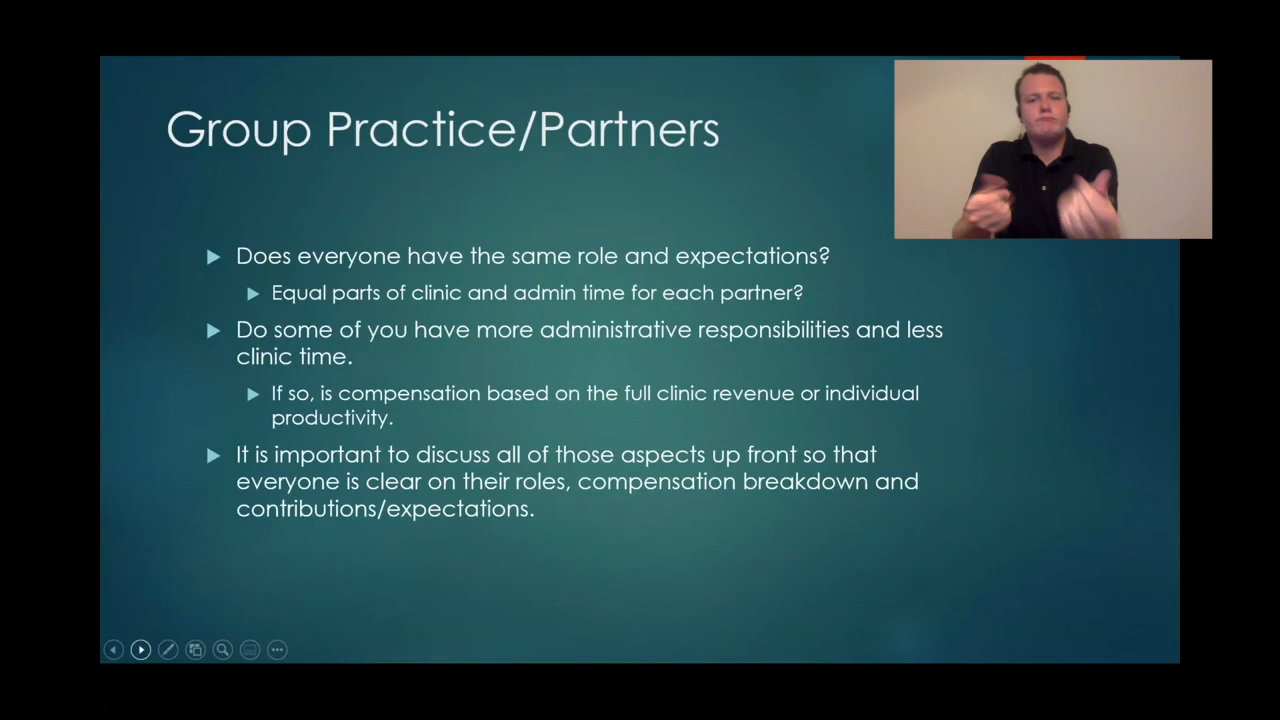 Group Practice/Partners
Does everyone have the same role and expectations?
Equal parts of clinic and admin time for each partner?
Do some of you have more administrative responsibilities and less
clinic time.
If so, is compensation based on the full clinic revenue or individual
productivity.
It is important to discuss all of those aspects up front so that
everyone is clear on their roles, compensation breakdown and
contributions/expectations.